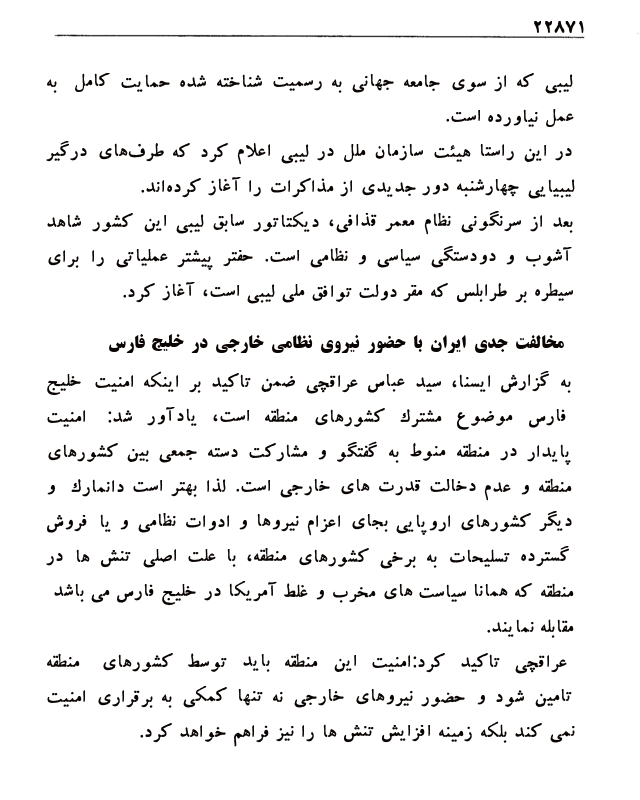 ۲۲۸۷۱
لیبی که از سوی جامعه جهانی به رسمیت شناخته شده حمایت کامل به
عمل نیاورده است.
در این راستا هیئت سازمان ملل در لیبی اعلام کرد که طرف‌های درگیر
لیبیایی چهارشنبه دور جدیدی از مذاکرات را آغاز کرده‌اند.
بعد از سرنگونی نظام معمر قذافی، دیکتاتور سابق لیبی این کشور شاهد
آشوب و دودستگی سیاسی و نظامی است. حفتر پیشتر عملیاتی را برای
سیطره بر طرابلس که مقر دولت توافق ملی لیبی است، آغاز کرد.
مخالفت جدی ایران با حضور نیروی نظامی خارجی در خلیج فارس
به گزارش ایسنا، سید عباس عراقچی ضمن تاکید بر اینکه امنیت خلیج
فارس موضوع مشترك کشورهای منطقه است، یادآور شد: امنیت
پایدار در منطقه منوط به گفتگو و مشارکت دسته جمعی بین کشورهای
منطقه و عدم دخالت قدرت های خارجی است. لذا بهتر است دانمارك و
دیگر کشورهای اروپایی بجای اعزام نیروها و ادوات نظامی و یا فروش
گسترده تسلیحات به برخی کشورهای منطقه، با علت اصلی تنش ها در
منطقه که همانا سیاست های مخرب و غلط آمریکا در خلیج فارس می باشد
مقابله نمایند.
عراقچی تاکید کرد:امنیت این منطقه باید توسط کشورهای منطقه
تامین شود و حضور نیروهای خارجی نه تنها کمکی به برقراری امنیت
نمی کند بلکه زمینه افزایش تنش ها را نیز فراهم خواهد کرد.